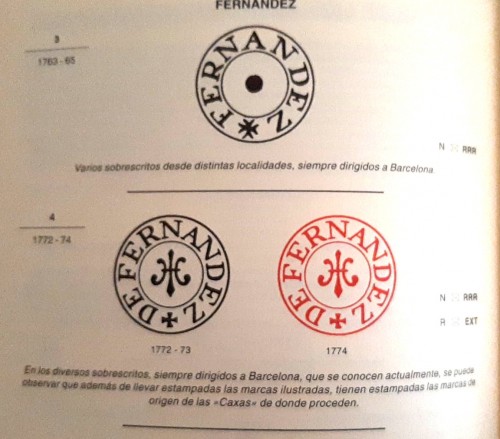 FERNANDEZ
3
1763 - 65
FERNANDEZ
N RRR
Varios sobrescritos desde distintas localidades, siempre dirigidos a Barcelona.
4
1772 - 74
DE FERNANDEZ
DE FERNANDEZ
N RRR
R EXT
1772 - 73
1774
En los diversos sobrescritos, siempre dirigidos a Barcelona, que se conocen actualmente, se puede
observar que además de llevar estampadas las marcas ilustradas, tienen estampadas las marcas de
origen de las «Caxas« de donde proceden.